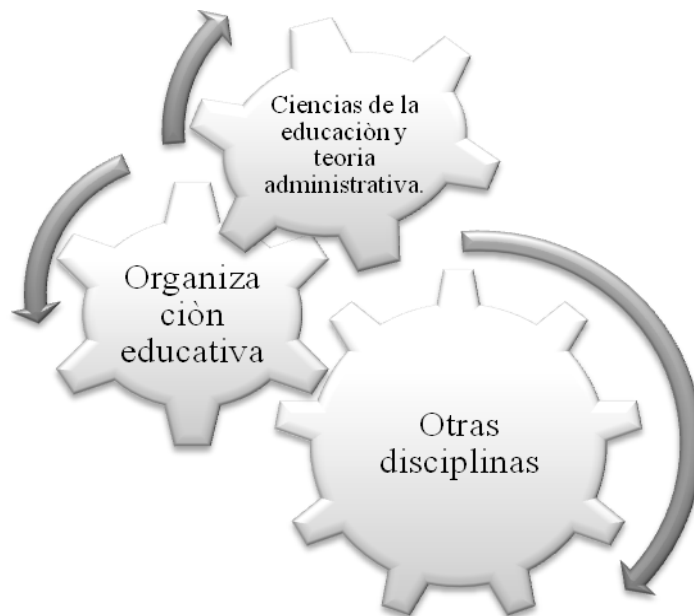 Ciencias de la
educaciòn y
teoria
administrativa.
Organiza
ciòn
educativa
Otras
disciplinas